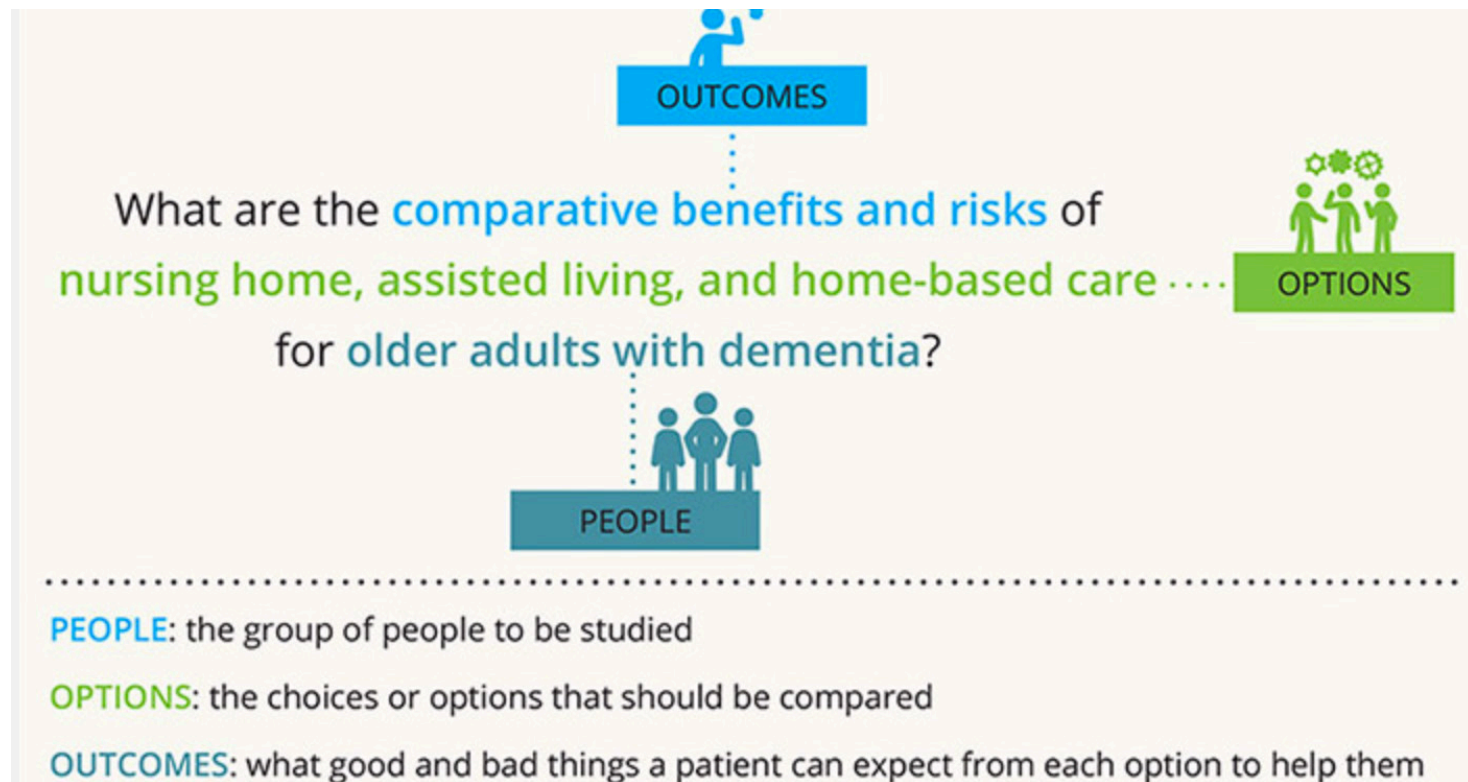 OUTCOMES
What are the comparative benefits and risks of
nursing home, assisted living, and home-based care
OPTIONS
for older adults with dementia?
PEOPLE
PEOPLE: the group of people to be studied
OPTIONS: the choices or options that should be compared
OUTCOMES: what good and bad things a patient can expect from each option to help them